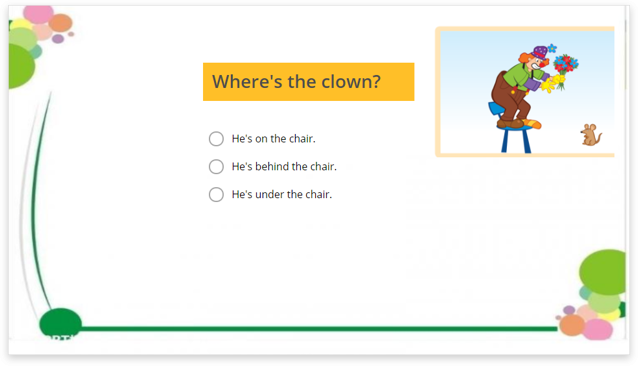 Where's the clown?
He's on the chair.
He's behind the chair.
He's under the chair.